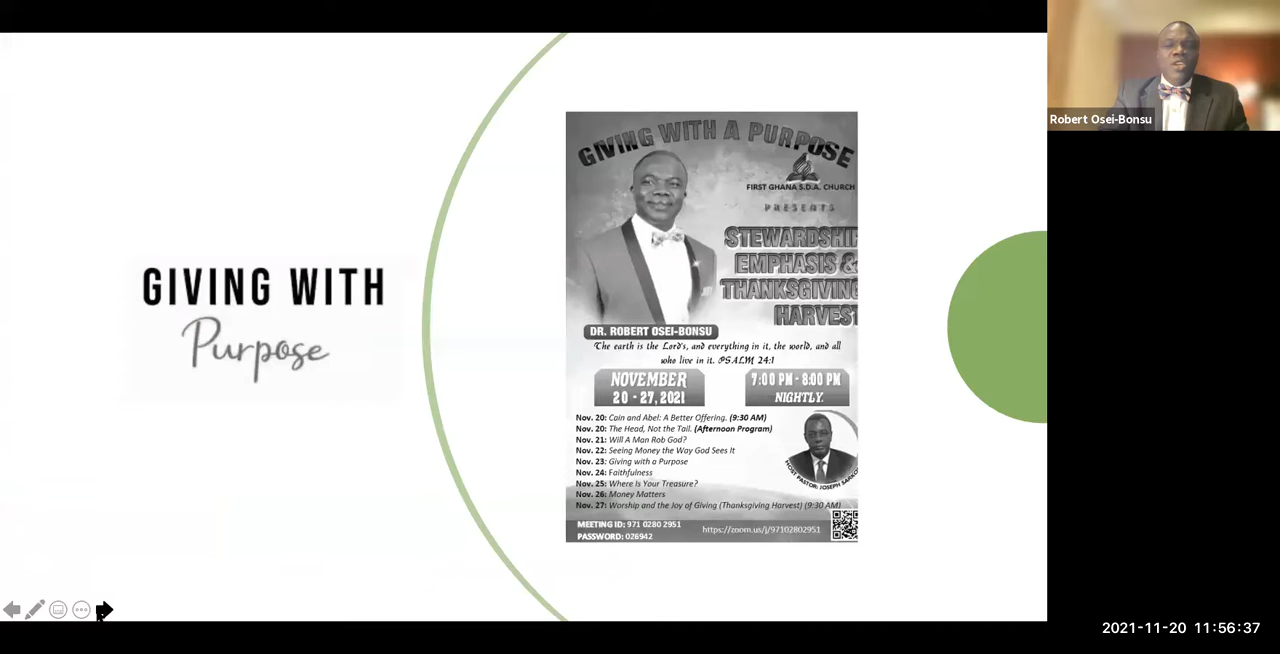 GIVING WITH
Purpose
GIVING WITH A PURPOSE
FIRST GHANA S.D.A. CHURCH
PRESENTS
STEWARDSHIP
EMPHASIS &
THANKSGIVING
HARVEST
DR. ROBERT OSEI-BONSU
The earth is the Lord's, and everything in it, the world, and all
who live in it. PSALM 24:1
NOVEMBER
20 - 27, 2021
7:00 PM - 8:00 PM
NIGHTLY.
Nov. 20: Cain and Abel: A Better Offering. (9:30 AM)
Nov. 20: The Head, Not the Tail. (Afternoon Program)
Nov. 21: Will A Man Rob God?
Nov. 22: Seeing Money the Way God Sees It
Nov. 23: Giving with a Purpose
Nov. 24: Faithfulness
Nov. 25: Where Is Your Treasure?
Nov. 26: Money Matters
Nov. 27: Worship and the Joy of Giving (Thanksgiving Harvest) (9:30 AM)
HOST PASTOR: JOSEPH
MEETING ID; 971 0280 2951
PASSWORD: 026942
https://zoom.us/j/97102802951
Robert Osei-Bonsu
2021-11-20 11:56:37